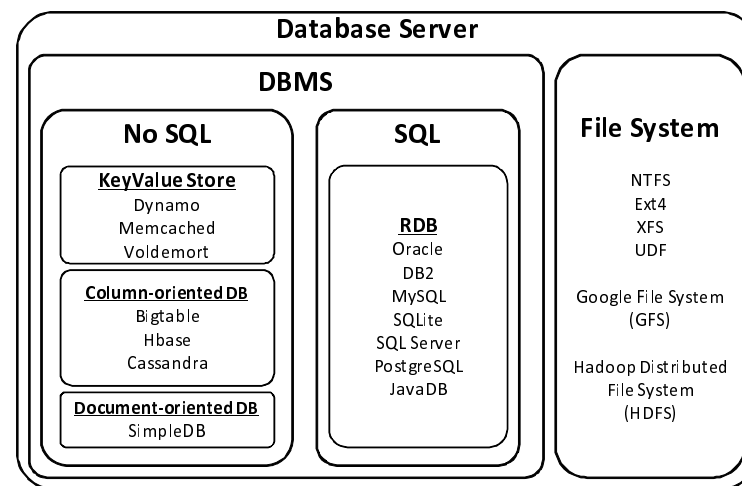 Database Server
DBMS
No SQL
KeyValue Store
Dynamo
Memcached
Voldemort
Column-oriented DB
Bigtable
Hbase
Cassandra
Document-oriented DB
SimpleDB
SQL
RDB
Oracle
DB2
MySQL
SQLite
SQL Server
PostgreSQL
JavaDB
File System
NTFS
Ext4
XFS
UDF
Google File System
(GFS)
Hadoop Distributed
File System
(HDFS)